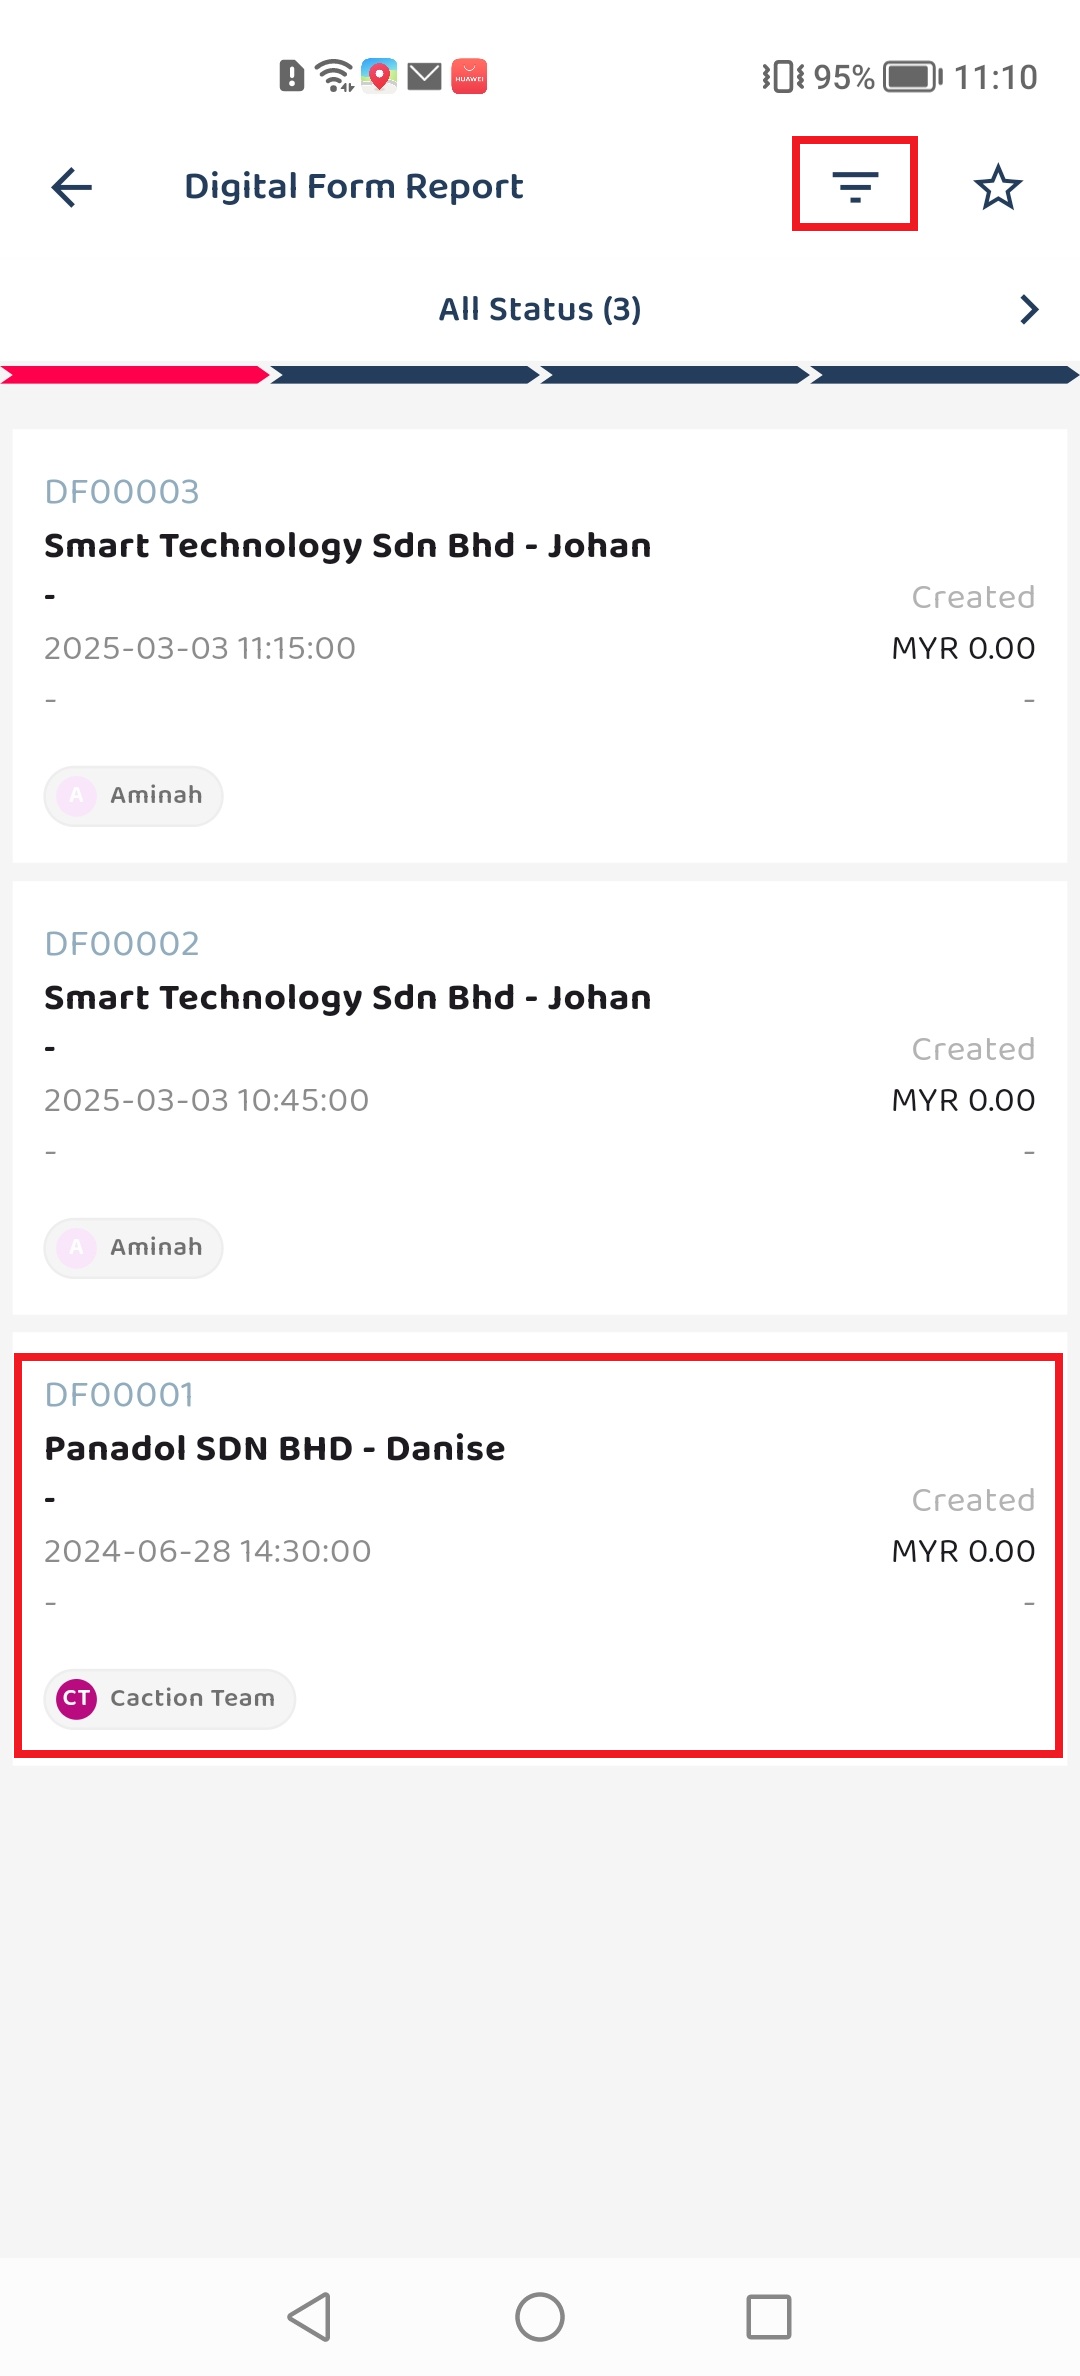 HUAWEI
95% 11:10
Digital Form Report
All Status (3)
DF00003
Smart Technology Sdn Bhd - Johan
-
Created
2025-03-03 11:15:00
MYR 0.00
- -
A Aminah
DF00002
Smart Technology Sdn Bhd - Johan
-
Created
2025-03-03 10:45:00
MYR 0.00
- -
A Aminah
DF00001
Panadol SDN BHD - Danise
-
Created
2024-06-28 14:30:00
MYR 0.00
- -
CT Caction Team